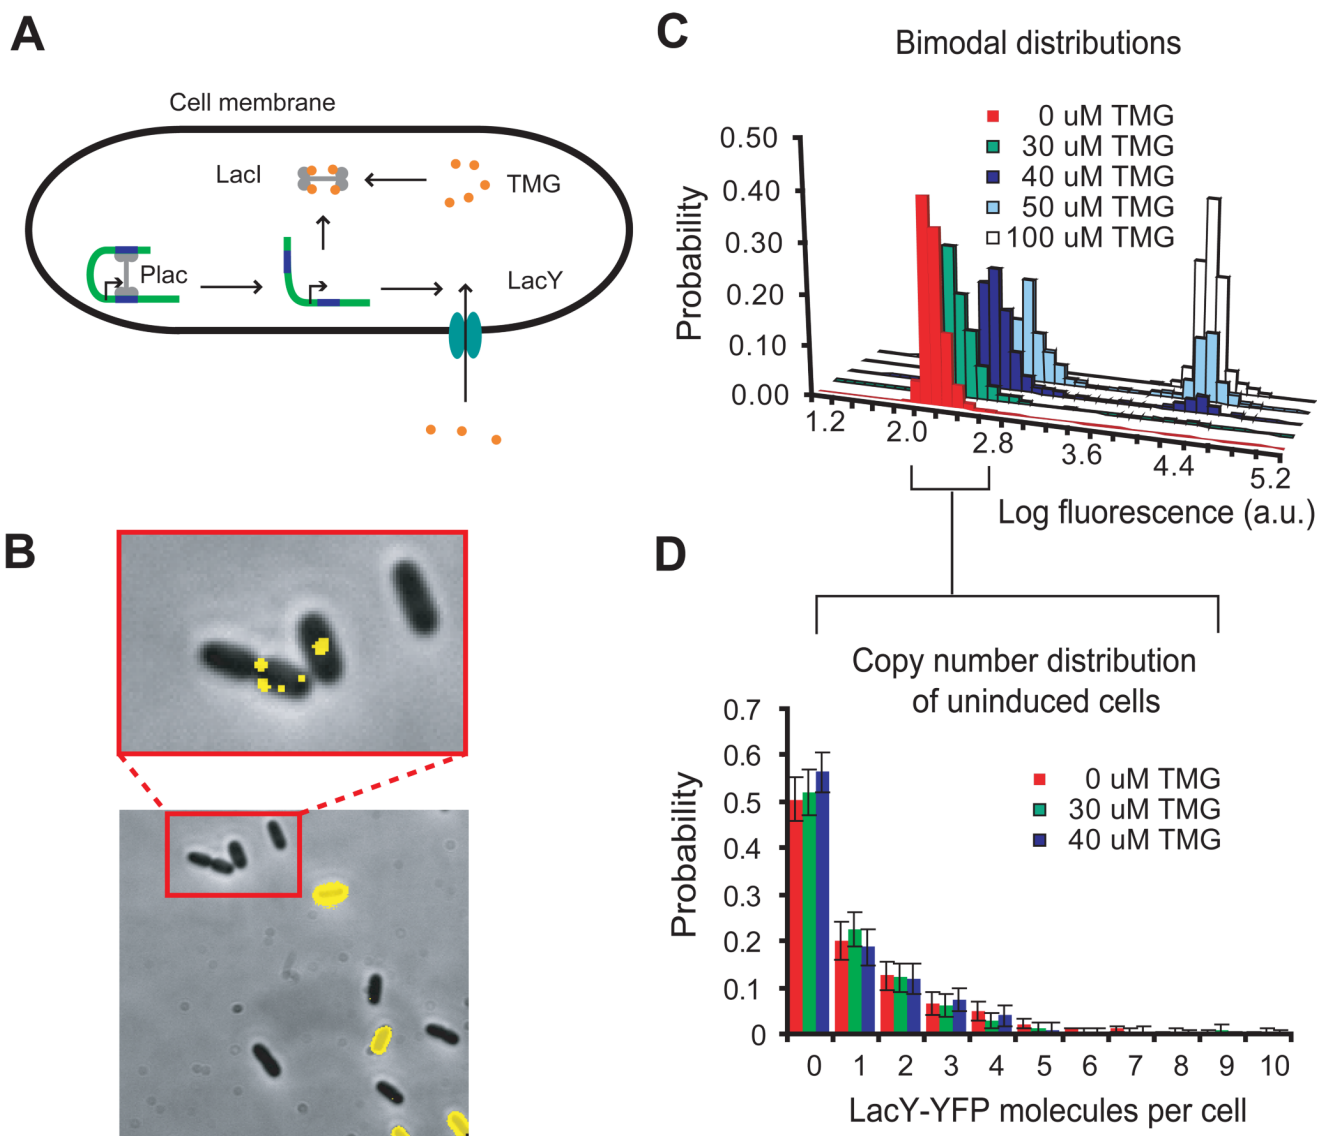 A
Cell membrane
LacI
TMG
Plac
LacY
B
C
Bimodal distributions
0 uM TMG
30 uM TMG
40 uM TMG
50 uM TMG
100 uM TMG
Probability
0.50
0.40
0.30
0.20
0.10
0.00
1.2
2.0
2.8
3.6
4.4
5.2
Log fluorescence (a.u.)
D
Copy number distribution
of uninduced cells
0 uM TMG
30 uM TMG
40 uM TMG
Probability
0.7
0.6
0.5
0.4
0.3
0.2
0.1
0
0 1 2 3 4 5 6 7 8 9 10
LacY-YFP molecules per cell